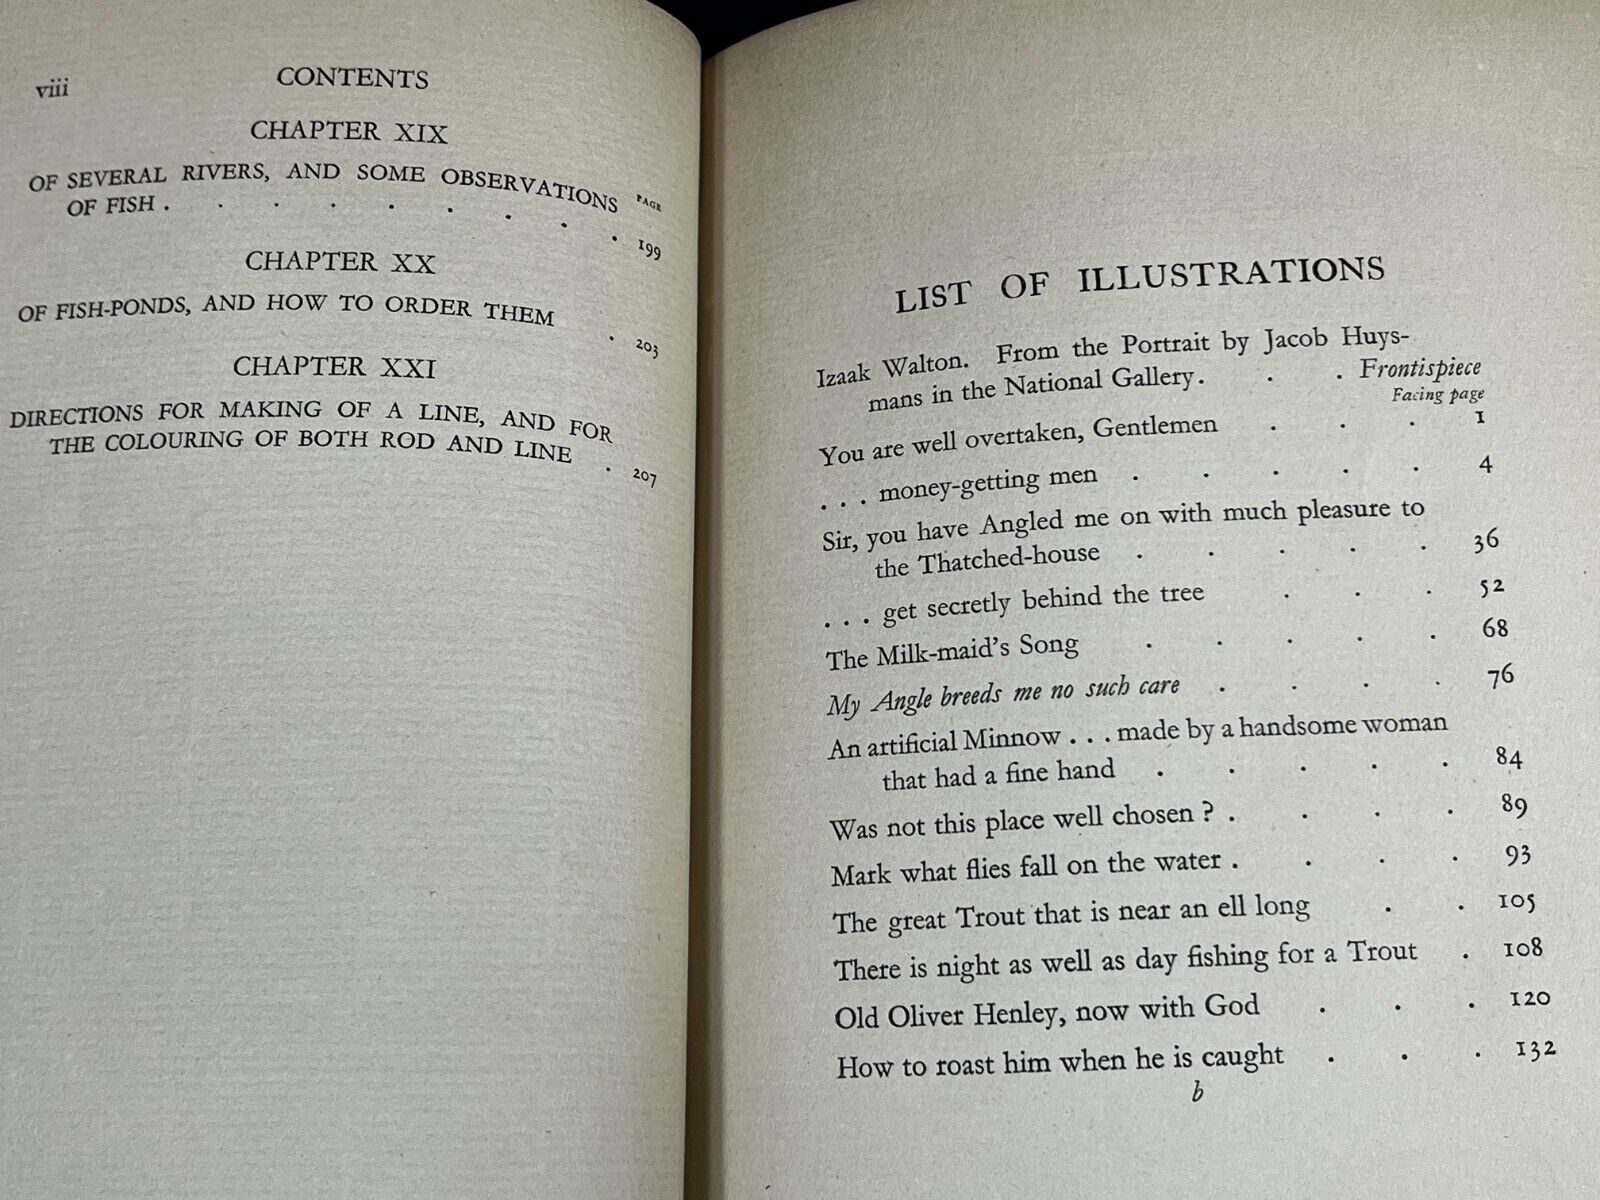 viii CONTENTS
CHAPTER XIX
PAGE
OF SEVERAL RIVERS, AND SOME OBSERVATIONS
OF FISH . . . . . . . . . 199
CHAPTER XX
OF FISH-PONDS, AND HOW TO ORDER THEM . 203
CHAPTER XXI
DIRECTIONS FOR MAKING OF A LINE, AND FOR
THE COLOURING OF BOTH ROD AND LINE . 207
LIST OF ILLUSTRATIONS
Izaak Walton. From the Portrait by Jacob Huys-
mans in the National Gallery. . . Frontispiece
Facing page
You are well overtaken, Gentlemen . . . 1
. . . money-getting men . . . . . 4
Sir, you have Angled me on with much pleasure to
the Thatched-house . . . . . 36
. . . get secretly behind the tree . . . 52
The Milk-maid's Song . . . . . 68
My Angle breeds me no such care . . . . 76
An artificial Minnow . . . made by a handsome woman
that had a fine hand . . . . . 84
Was not this place well chosen ? . . . . 89
Mark what flies fall on the water . . . . 93
The great Trout that is near an ell long . . 105
There is night as well as day fishing for a Trout . 108
Old Oliver Henley, now with God . . . 120
How to roast him when he is caught . . . 132
b